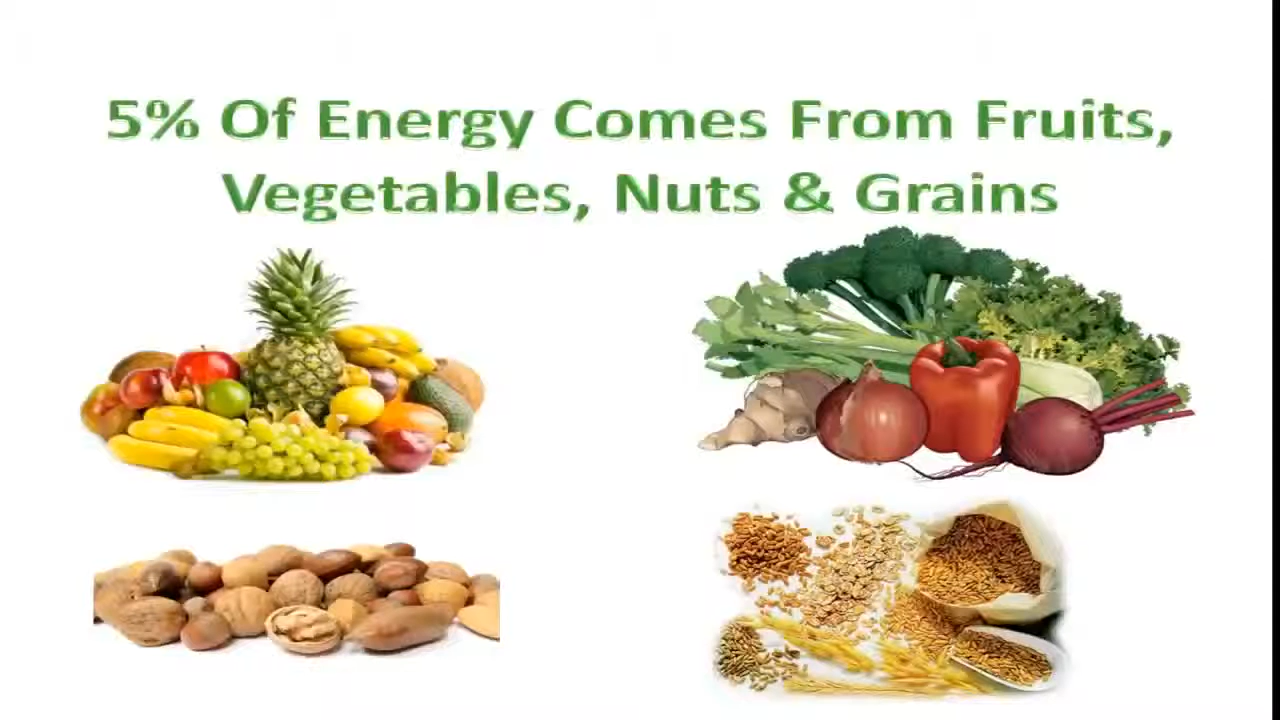 5% Of Energy Comes From Fruits,
Vegetables, Nuts & Grains